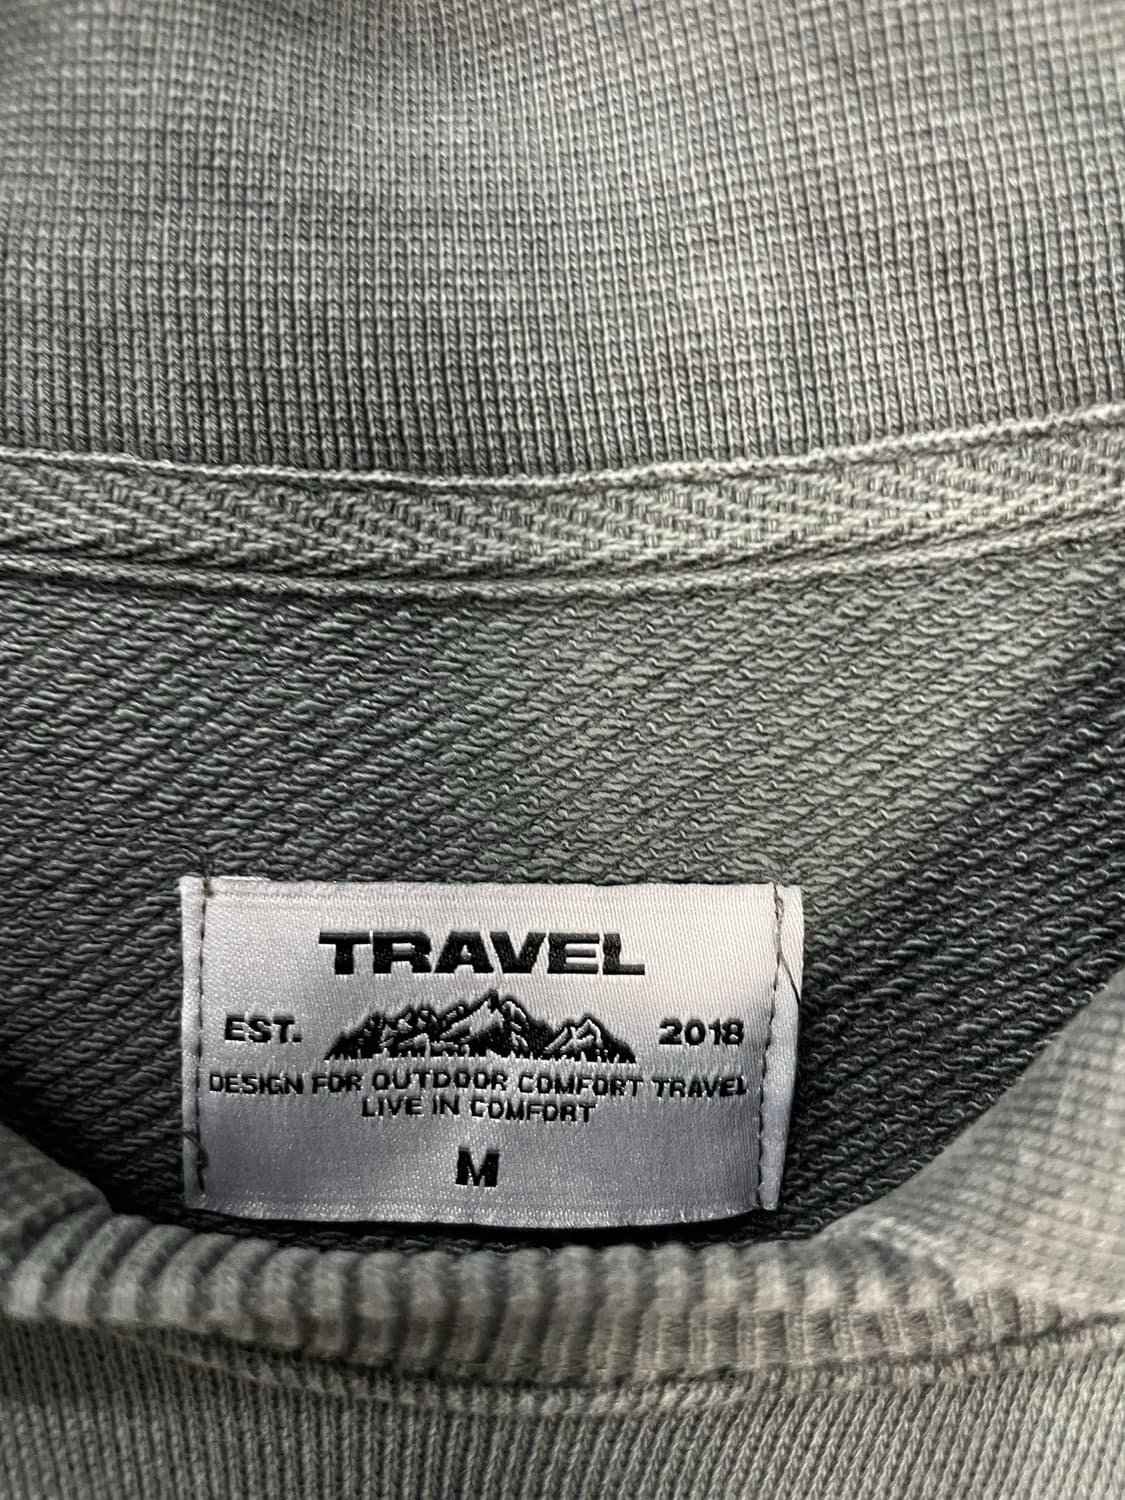 TRAVEL
EST. 2018
DESIGN FOR OUTDOOR COMFORT TRAVEL
LIVE IN COMFORT
M